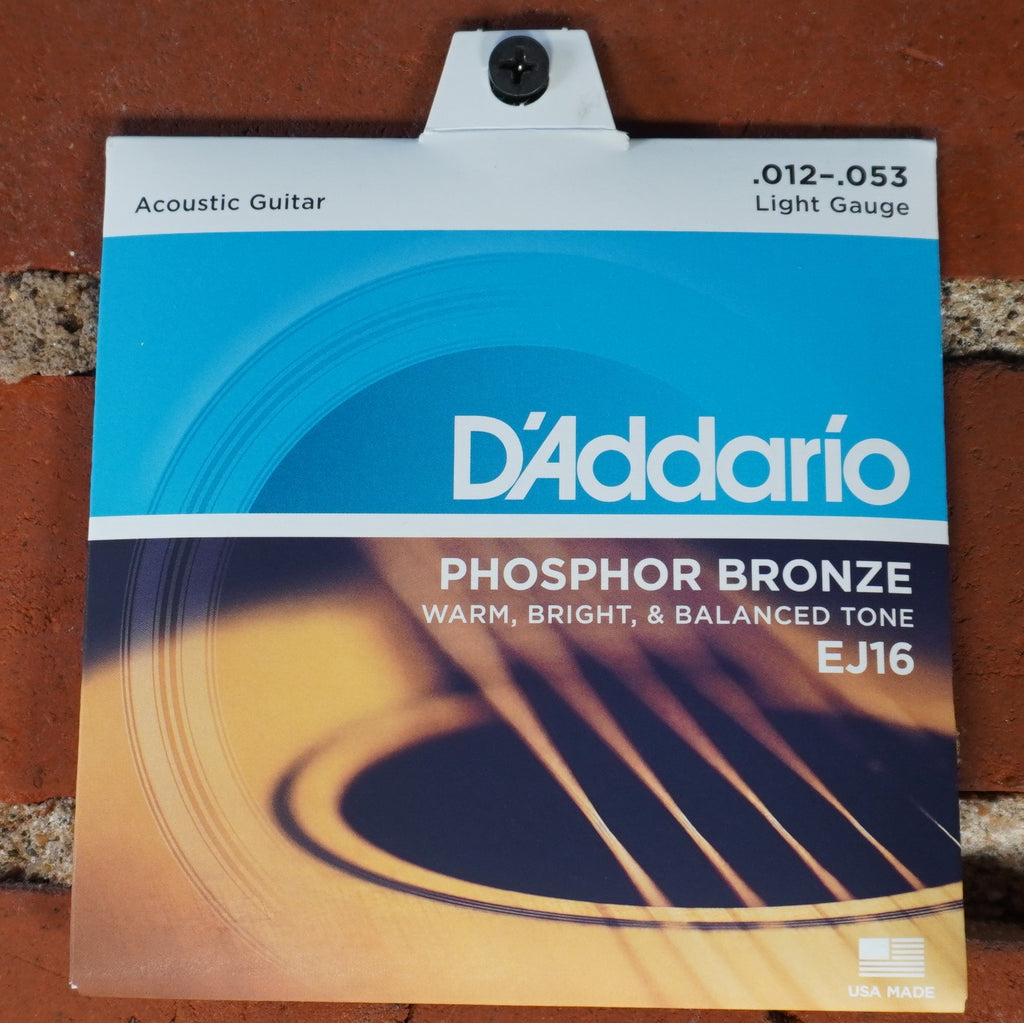 Acoustic Guitar
.012–.053
Light Gauge
D'Addario
PHOSPHOR BRONZE
WARM, BRIGHT, & BALANCED TONE
EJ16
USA MADE